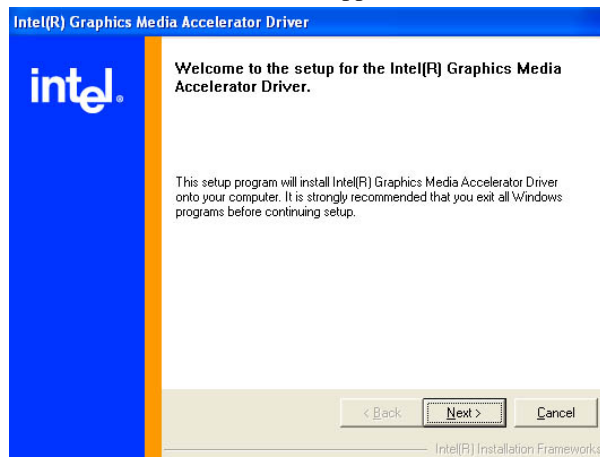 Intel(R) Graphics Media Accelerator Driver
intel.
Welcome to the setup for the Intel(R) Graphics Media
Accelerator Driver.
This setup program will install Intel(R) Graphics Media Accelerator Driver
onto your computer. It is strongly recommended that you exit all Windows
programs before continuing setup.
< Back
Next >
Cancel
Intel(R) Installation Frameworks